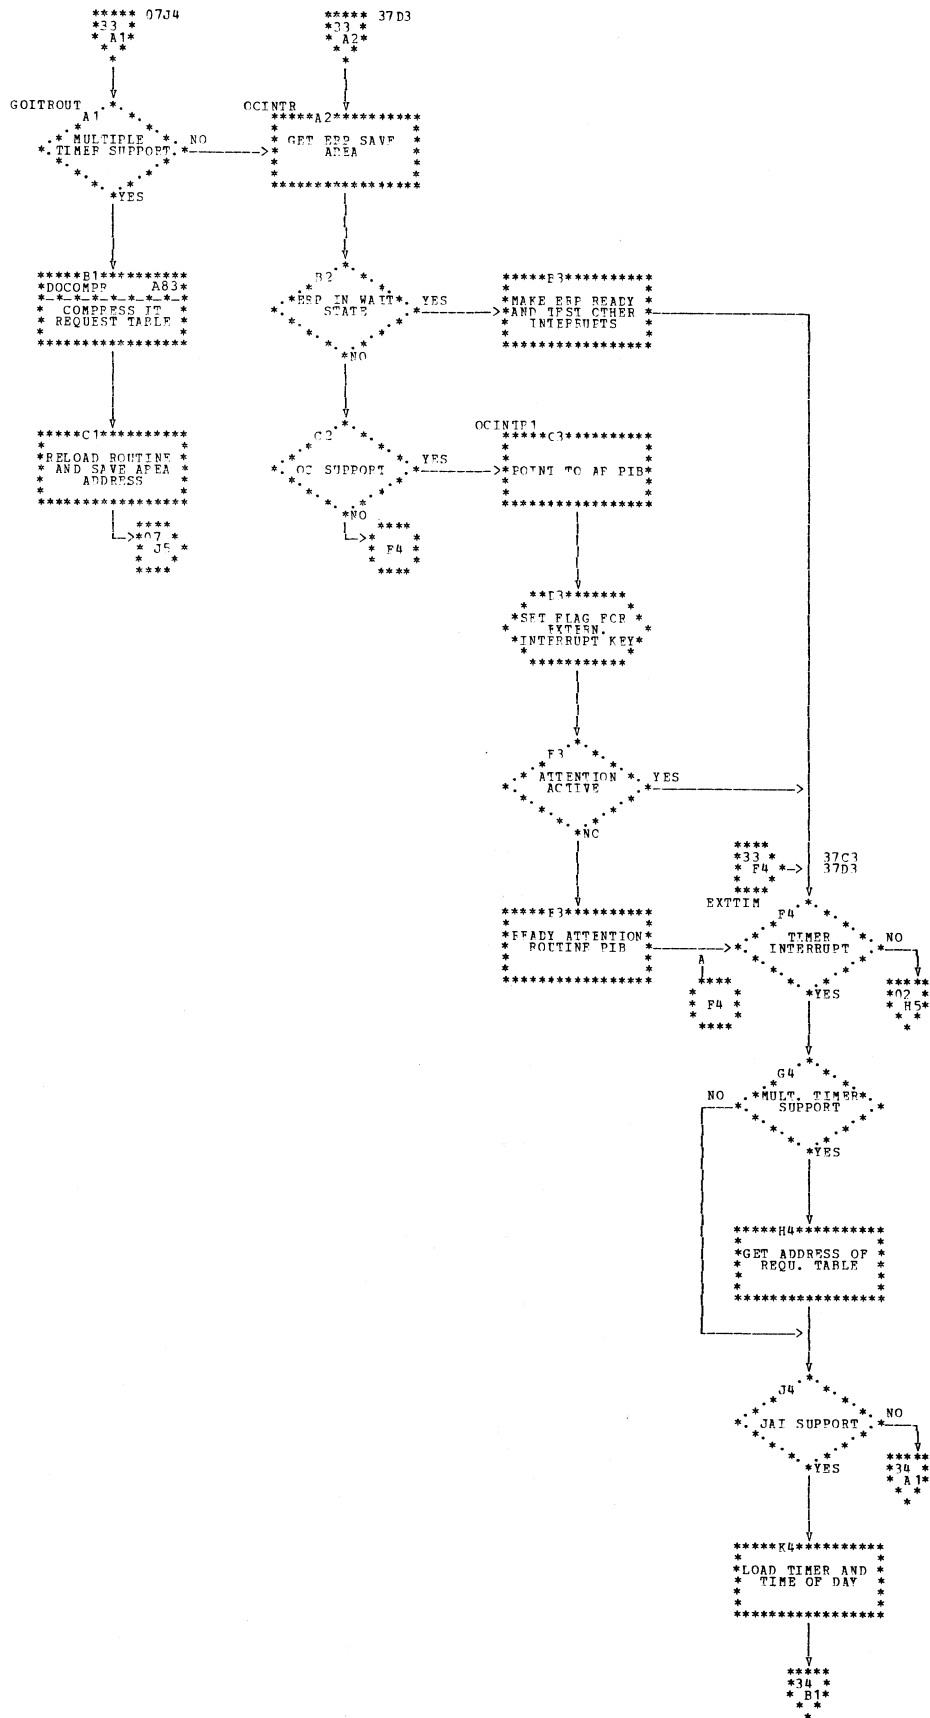 07J4
33
A1
37D3
33
A2
GOITROUT
A1
MULTIPLE
TIMER SUPPORT
NO
YES
OCINTR
A2
GET ERP SAVE
AREA
B1
DOCOMPR A83
COMPRESS IT
REQUEST TABLE
B2
ERP IN WAIT
STATE
YES
NO
B3
MAKE ERP READY
AND TEST OTHER
INTERRUPTS
C1
RELOAD ROUTINE
AND SAVE AREA
ADDRESS
07
J5
C2
OC SUPPORT
YES
NO
F4
OCINTR1
C3
POINT TO AF PIB
D3
SET FLAG FOR
EXTERN.
INTERRUPT KEY
E3
ATTENTION
ACTIVE
YES
NO
33
F4
37C3
37D3
F3
READY ATTENTION
ROUTINE PIB
A
F4
EXTTIM
F4
TIMER
INTERRUPT
NO
YES
02
H5
G4
MULT. TIMER
SUPPORT
NO
YES
H4
GET ADDRESS OF
REQU. TABLE
J4
JAI SUPPORT
NO
YES
34
A1
K4
LOAD TIMER AND
TIME OF DAY
34
B1